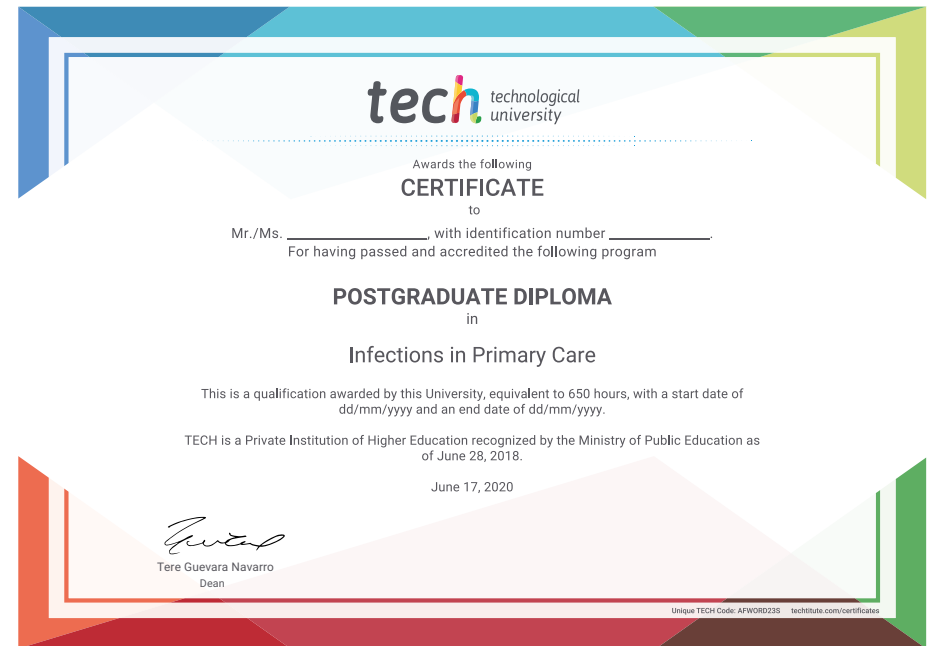 tech technological
university
Awards the following
CERTIFICATE
to
Mr./Ms. ____________________, with identification number ______________.
For having passed and accredited the following program
POSTGRADUATE DIPLOMA
in
Infections in Primary Care
This is a qualification awarded by this University, equivalent to 650 hours, with a start date of
dd/mm/yyyy and an end date of dd/mm/yyyy.
TECH is a Private Institution of Higher Education recognized by the Ministry of Public Education as
of June 28, 2018.
June 17, 2020
Tere Guevara Navarro
Dean
Unique TECH Code: AFWORD23S techtitute.com/certificates